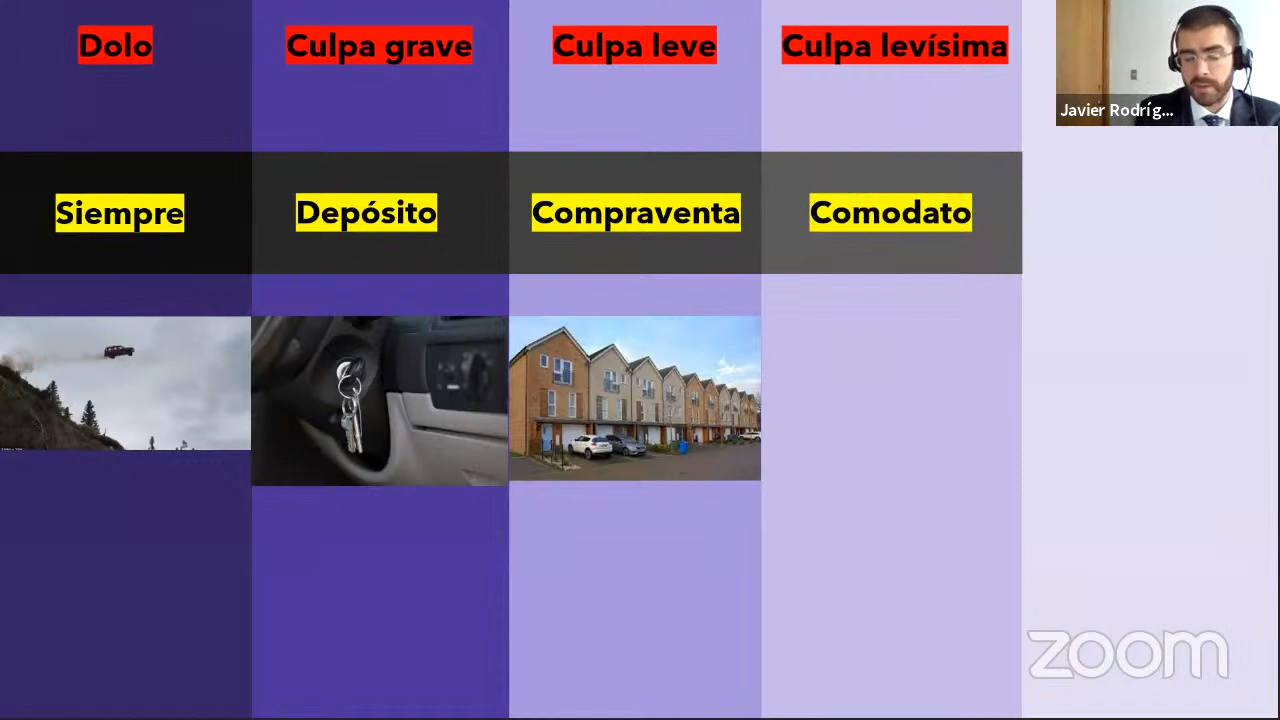 Dolo
Culpa grave
Culpa leve
Culpa levísima
Javier Rodríg...
Siempre
Depósito
Compraventa
Comodato
zoom